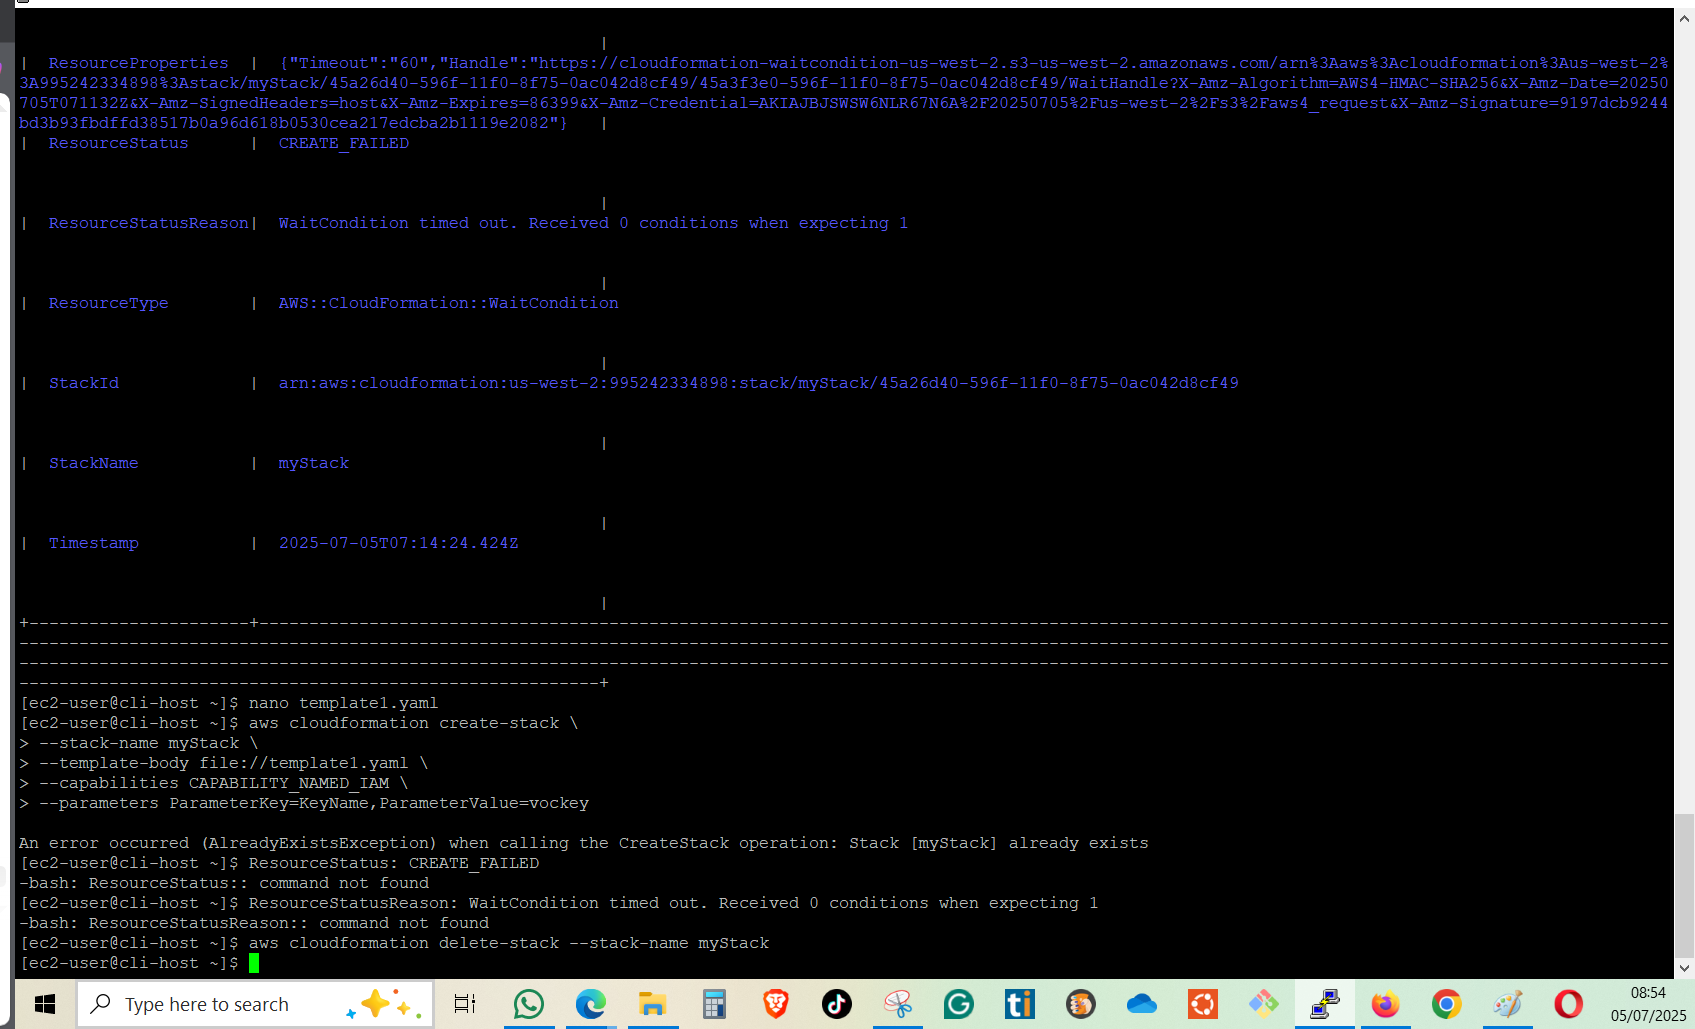 |
| ResourceProperties | {"Timeout":"60","Handle":"https://cloudformation-waitcondition-us-west-2.s3-us-west-2.amazonaws.com/arn%3Aaws%3Acloudformation%3Aus-west-2%
3A995242334898%3Astack/myStack/45a26d40-596f-11f0-8f75-0ac042d8cf49/45a3f3e0-596f-11f0-8f75-0ac042d8cf49/WaitHandle?X-Amz-Algorithm=AWS4-HMAC-SHA256&X-Amz-Date=20250
705T071132Z&X-Amz-SignedHeaders=host&X-Amz-Expires=86399&X-Amz-Credential=AKIAJBJSWSW6NLR67N6A%2F20250705%2Fus-west-2%2Fs3%2Faws4_request&X-Amz-Signature=9197dcb9244
bd3b93fbdffd38517b0a96d618b0530cea217edcba2b1119e2082"} |
| ResourceStatus | CREATE_FAILED
|
| ResourceStatusReason| WaitCondition timed out. Received 0 conditions when expecting 1
|
| ResourceType | AWS::CloudFormation::WaitCondition
|
| StackId | arn:aws:cloudformation:us-west-2:995242334898:stack/myStack/45a26d40-596f-11f0-8f75-0ac042d8cf49
|
| StackName | myStack
|
| Timestamp | 2025-07-05T07:14:24.424Z
|
[ec2-user@cli-host ~]$ nano template1.yaml
[ec2-user@cli-host ~]$ aws cloudformation create-stack \
> --stack-name myStack \
> --template-body file://template1.yaml \
> --capabilities CAPABILITY_NAMED_IAM \
> --parameters ParameterKey=KeyName,ParameterValue=vockey
An error occurred (AlreadyExistsException) when calling the CreateStack operation: Stack [myStack] already exists
[ec2-user@cli-host ~]$ ResourceStatus: CREATE_FAILED
-bash: ResourceStatus:: command not found
[ec2-user@cli-host ~]$ ResourceStatusReason: WaitCondition timed out. Received 0 conditions when expecting 1
-bash: ResourceStatusReason:: command not found
[ec2-user@cli-host ~]$ aws cloudformation delete-stack --stack-name myStack
[ec2-user@cli-host ~]$
Type here to search
08:54
05/07/2025